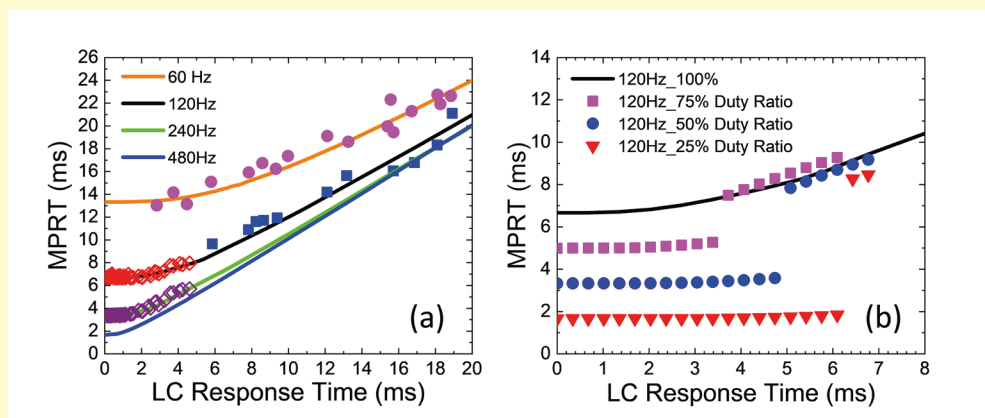 26
24
22
20
18
16
14
12
10
8
6
4
2
0
MPRT (ms)
60 Hz
120Hz
240Hz
480Hz
(a)
0 2 4 6 8 10 12 14 16 18 20
LC Response Time (ms)
14
12
10
8
6
4
2
0
MPRT (ms)
120Hz_100%
120Hz_75% Duty Ratio
120Hz_50% Duty Ratio
120Hz_25% Duty Ratio
(b)
0 1 2 3 4 5 6 7 8
LC Response Time (ms)